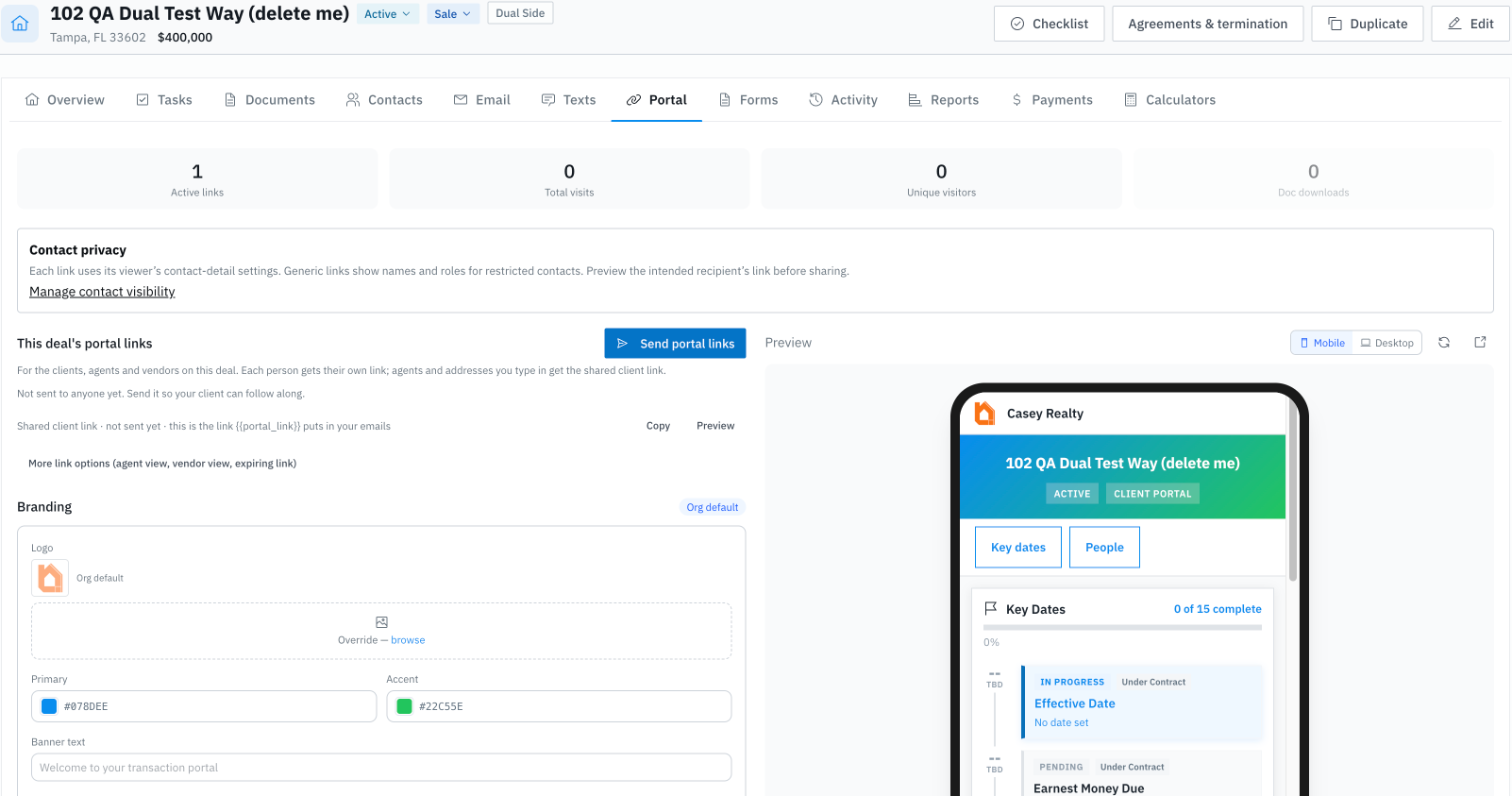 102 QA Dual Test Way (delete me) Active Sale Dual Side
Tampa, FL 33602 $400,000
Checklist Agreements & termination Duplicate Edit
Overview Tasks Documents Contacts Email Texts Portal Forms Activity Reports Payments Calculators
1 0 0 0
Active links Total visits Unique visitors Doc downloads
Contact privacy
Each link uses its viewer's contact-detail settings. Generic links show names and roles for restricted contacts. Preview the intended recipient's link before sharing.
Manage contact visibility
This deal's portal links Send portal links
For the clients, agents and vendors on this deal. Each person gets their own link; agents and addresses you type in get the shared client link.
Not sent to anyone yet. Send it so your client can follow along.
Shared client link · not sent yet · this is the link {{portal_link}} puts in your emails Copy Preview
More link options (agent view, vendor view, expiring link)
Branding Org default
Logo
Org default
Override — browse
Primary Accent
#078DEE #22C55E
Banner text
Welcome to your transaction portal
Preview Mobile Desktop
Casey Realty
102 QA Dual Test Way (delete me)
ACTIVE CLIENT PORTAL
Key dates People
Key Dates 0 of 15 complete
0%
-- TBD
IN PROGRESS Under Contract
Effective Date
No date set
-- TBD
PENDING Under Contract
Earnest Money Due